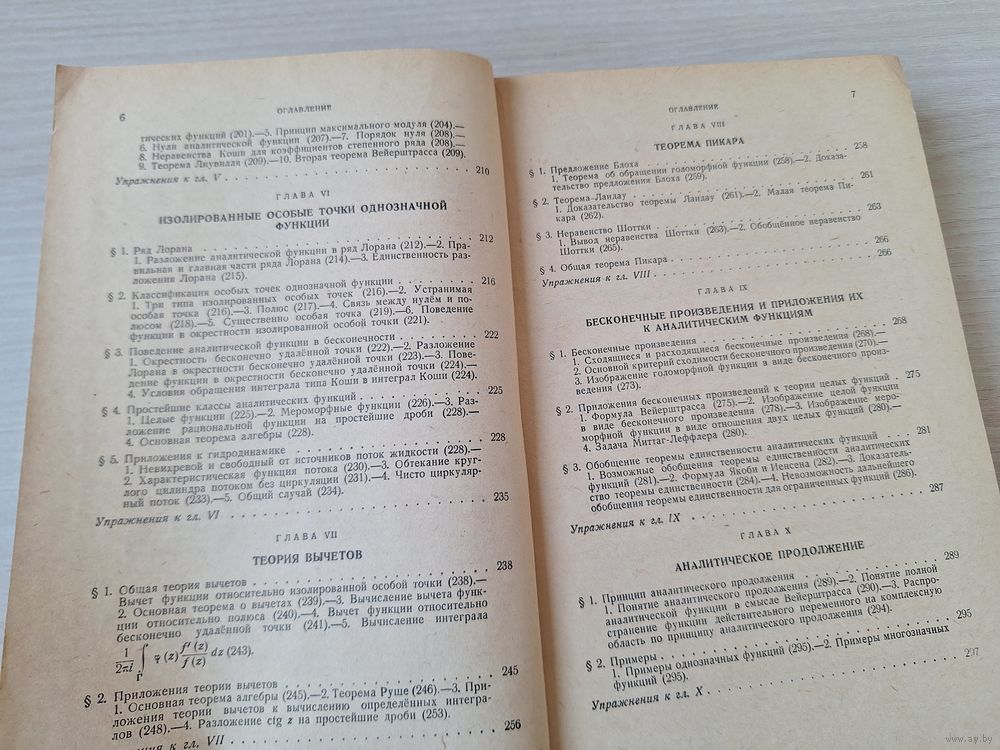 6
ОГЛАВЛЕНИЕ
тических функций (201).—5. Принцип максимального модуля (204).—
6. Нули аналитической функции (207).—7. Порядок нуля (208).—
8. Неравенства Коши для коэффициентов степенного ряда (208).—
9. Теорема Лиувилля (209).—10. Вторая теорема Вейерштрасса (209).
Упражнения к гл. V . . . . . . . . . . . . . . . . . . . . 210
ГЛАВА VI
ИЗОЛИРОВАННЫЕ ОСОБЫЕ ТОЧКИ ОДНОЗНАЧНОЙ
ФУНКЦИИ
§ 1. Ряд Лорана . . . . . . . . . . . . . . . . . . . . 212
1. Разложение аналитической функции в ряд Лорана (212).—2. Пра-
вильная и главная части ряда Лорана (214).—3. Единственность раз-
ложения Лорана (215).
§ 2. Классификация особых точек однозначной функции . . . . . . . . 216
1. Три типа изолированных особых точек (216).—2. Устранимая
особая точка (216).—3. Полюс (217).—4. Связь между нулём и по-
люсом (218).—5. Существенно особая точка (219).—6. Поведение
функции в окрестности изолированной особой точки (221).
§ 3. Поведение аналитической функции в бесконечности . . . . . . . . 222
1. Окрестность бесконечно удалённой точки (222).—2. Разложение
Лорана в окрестности бесконечно удалённой точки (223).—3. Пове-
дение функции в окрестности бесконечно удалённой точки (224).—
4. Условия обращения интеграла типа Коши в интеграл Коши (224).
§ 4. Простейшие классы аналитических функций . . . . . . . . . . 225
1. Целые функции (225).—2. Мероморфные функции (226).—3. Раз-
ложение рациональной функции на простейшие дроби (228).—
4. Основная теорема алгебры (228).
§ 5. Приложения к гидродинамике . . . . . . . . . . . . . . . 228
1. Невихревой и свободный от источников поток жидкости (228).—
2. Характеристическая функция потока (230).—3. Обтекание круг-
лого цилиндра потоком без циркуляции (231).—4. Чисто циркуляр-
ный поток (233).—5. Общий случай (234).
Упражнения к гл. VI . . . . . . . . . . . . . . . . . . . 235
ГЛАВА VII
ТЕОРИЯ ВЫЧЕТОВ
§ 1. Общая теория вычетов . . . . . . . . . . . . . . . . . 238
Вычет функции относительно изолированной особой точки (238).—
2. Основная теорема о вычетах (239).—3. Вычисление вычета функ-
ции относительно полюса (240).—4. Вычет функции относительно
бесконечно удалённой точки (241).—5. Вычисление интеграла
1/2πi ∫Γ φ(z) f′(z)/f(z) dz (243).
§ 2. Приложения теории вычетов . . . . . . . . . . . . . . . 245
1. Основная теорема алгебры (245).—2. Теорема Руше (246).—3. При-
ложения теории вычетов к вычислению определённых интегра-
лов (248).—4. Разложение ctg z на простейшие дроби (253).
к гл. VII . . . . . . . . . . . . . . . . . . . 256
7
ОГЛАВЛЕНИЕ
ГЛАВА VIII
ТЕОРЕМА ПИКАРА
§ 1. Предложение Блоха . . . . . . . . . . . . . . . . . . 258
1. Теорема об обращении голоморфной функции (258).—2. Доказа-
тельство предложения Блоха (259).
§ 2. Теорема Ландау . . . . . . . . . . . . . . . . . . . 261
1. Доказательство теоремы Ландау (261).—2. Малая теорема Пи-
кара (262).
§ 3. Неравенство Шоттки . . . . . . . . . . . . . . . . . 263
1. Вывод неравенства Шоттки (263).—2. Обобщённое неравенство
Шоттки (265).
§ 4. Общая теорема Пикара . . . . . . . . . . . . . . . . 266
Упражнения к гл. VIII . . . . . . . . . . . . . . . . . . 266
ГЛАВА IX
БЕСКОНЕЧНЫЕ ПРОИЗВЕДЕНИЯ И ПРИЛОЖЕНИЯ ИХ
К АНАЛИТИЧЕСКИМ ФУНКЦИЯМ
§ 1. Бесконечные произведения . . . . . . . . . . . . . . . 268
1. Сходящиеся и расходящиеся бесконечные произведения (268).—
2. Основной критерий сходимости бесконечного произведения (270).—
3. Изображение голоморфной функции в виде бесконечного произ-
ведения (273).
§ 2. Приложения бесконечных произведений к теории целых функций . 275
1. Формула Вейерштрасса (275).—2. Изображение целой функции
в виде бесконечного произведения (278).—3. Изображение меро-
морфной функции в виде отношения двух целых функций (280).—
4. Задача Миттаг-Леффлера (280).
§ 3. Обобщение теоремы единственности аналитических функций . . . 281
1. Возможные обобщения теоремы единственности аналитических
функций (281).—2. Формула Якоби и Иенсена (282).—3. Доказатель-
ство теоремы единственности (284).—4. Невозможность дальнейшего
обобщения теоремы единственности для ограниченных функций (286).
Упражнения к гл. IX . . . . . . . . . . . . . . . . . . . 287
ГЛАВА X
АНАЛИТИЧЕСКОЕ ПРОДОЛЖЕНИЕ
§ 1. Принцип аналитического продолжения . . . . . . . . . . . 289
1. Понятие аналитического продолжения (289).—2. Понятие полной
аналитической функции в смысле Вейерштрасса (290).—3. Распро-
странение функции действительного переменного на комплексную
область по принципу аналитического продолжения (294).
§ 2. Примеры . . . . . . . . . . . . . . . . . . . . . . 295
1. Примеры однозначных функций (295).—2. Примеры многозначных
функций (295).
Упражнения к гл. X . . . . . . . . . . . . . . . . . . . 297
www.ay.by